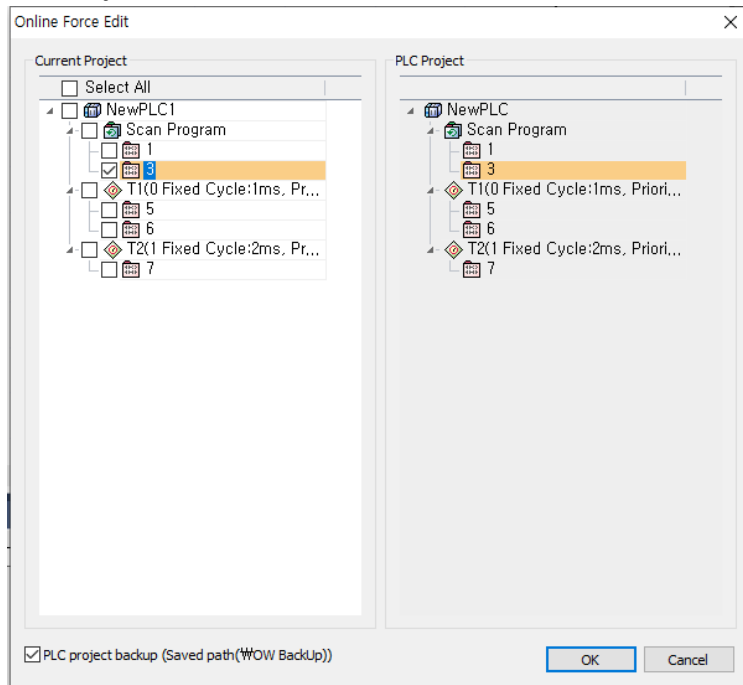 Online Force Edit
Current Project
Select All
NewPLC1
Scan Program
1
3
T1(0 Fixed Cycle:1ms, Pr...
5
6
T2(1 Fixed Cycle:2ms, Pr...
7
PLC Project
NewPLC
Scan Program
1
3
T1(0 Fixed Cycle:1ms, Priori...
5
6
T2(1 Fixed Cycle:2ms, Priori...
7
PLC project backup (Saved path(₩OW BackUp))
OK
Cancel